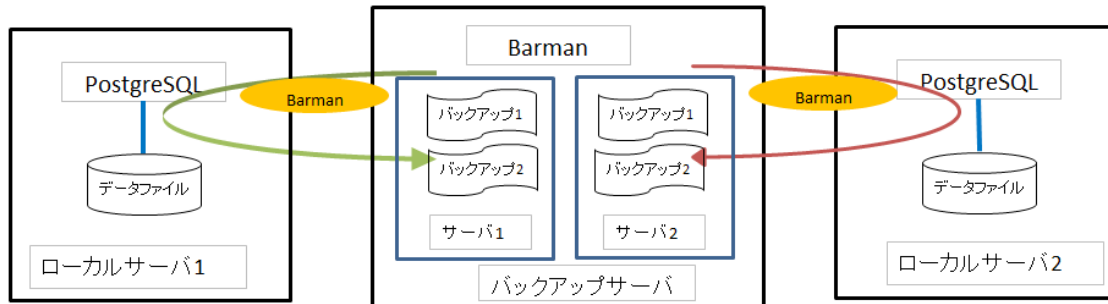 PostgreSQL
Barman
データファイル
ローカルサーバ1
Barman
バックアップ1
バックアップ2
サーバ1
バックアップ1
バックアップ2
サーバ2
バックアップサーバ
Barman
PostgreSQL
データファイル
ローカルサーバ2